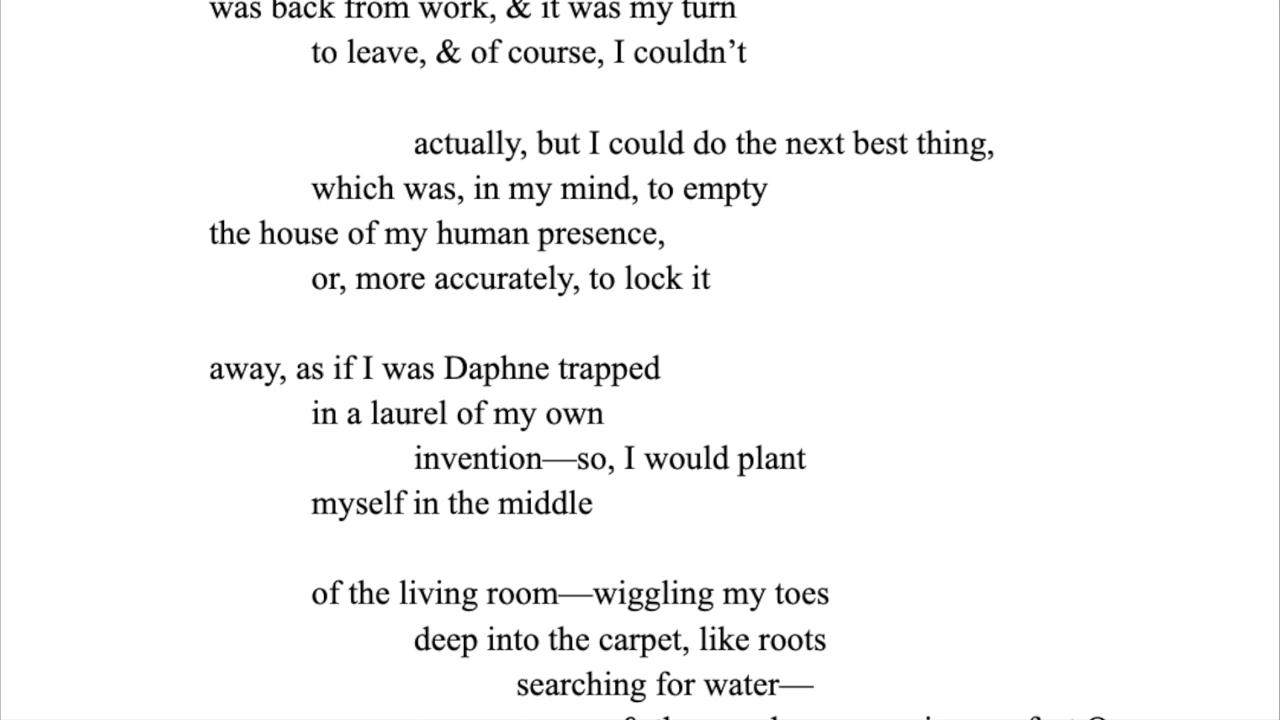 was back from work, & it was my turn
to leave, & of course, I couldn’t
actually, but I could do the next best thing,
which was, in my mind, to empty
the house of my human presence,
or, more accurately, to lock it
away, as if I was Daphne trapped
in a laurel of my own
invention—so, I would plant
myself in the middle
of the living room—wiggling my toes
deep into the carpet, like roots
searching for water—